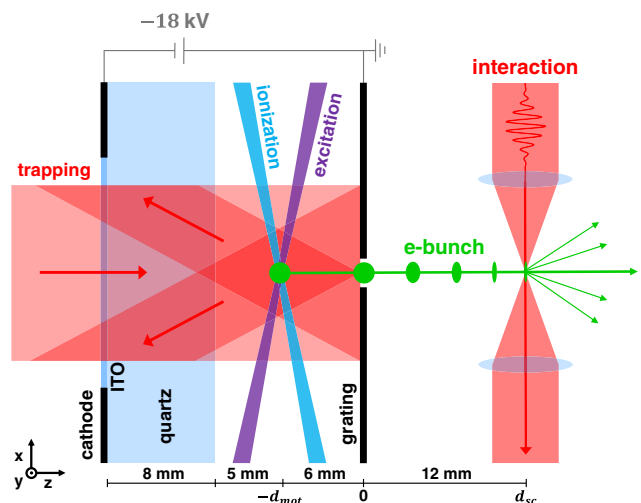 −18 kV
interaction
trapping
ionization
excitation
e-bunch
ITO
cathode
quartz
grating
x
y
z
8 mm
5 mm
6 mm
12 mm
−d_mot
0
d_sc